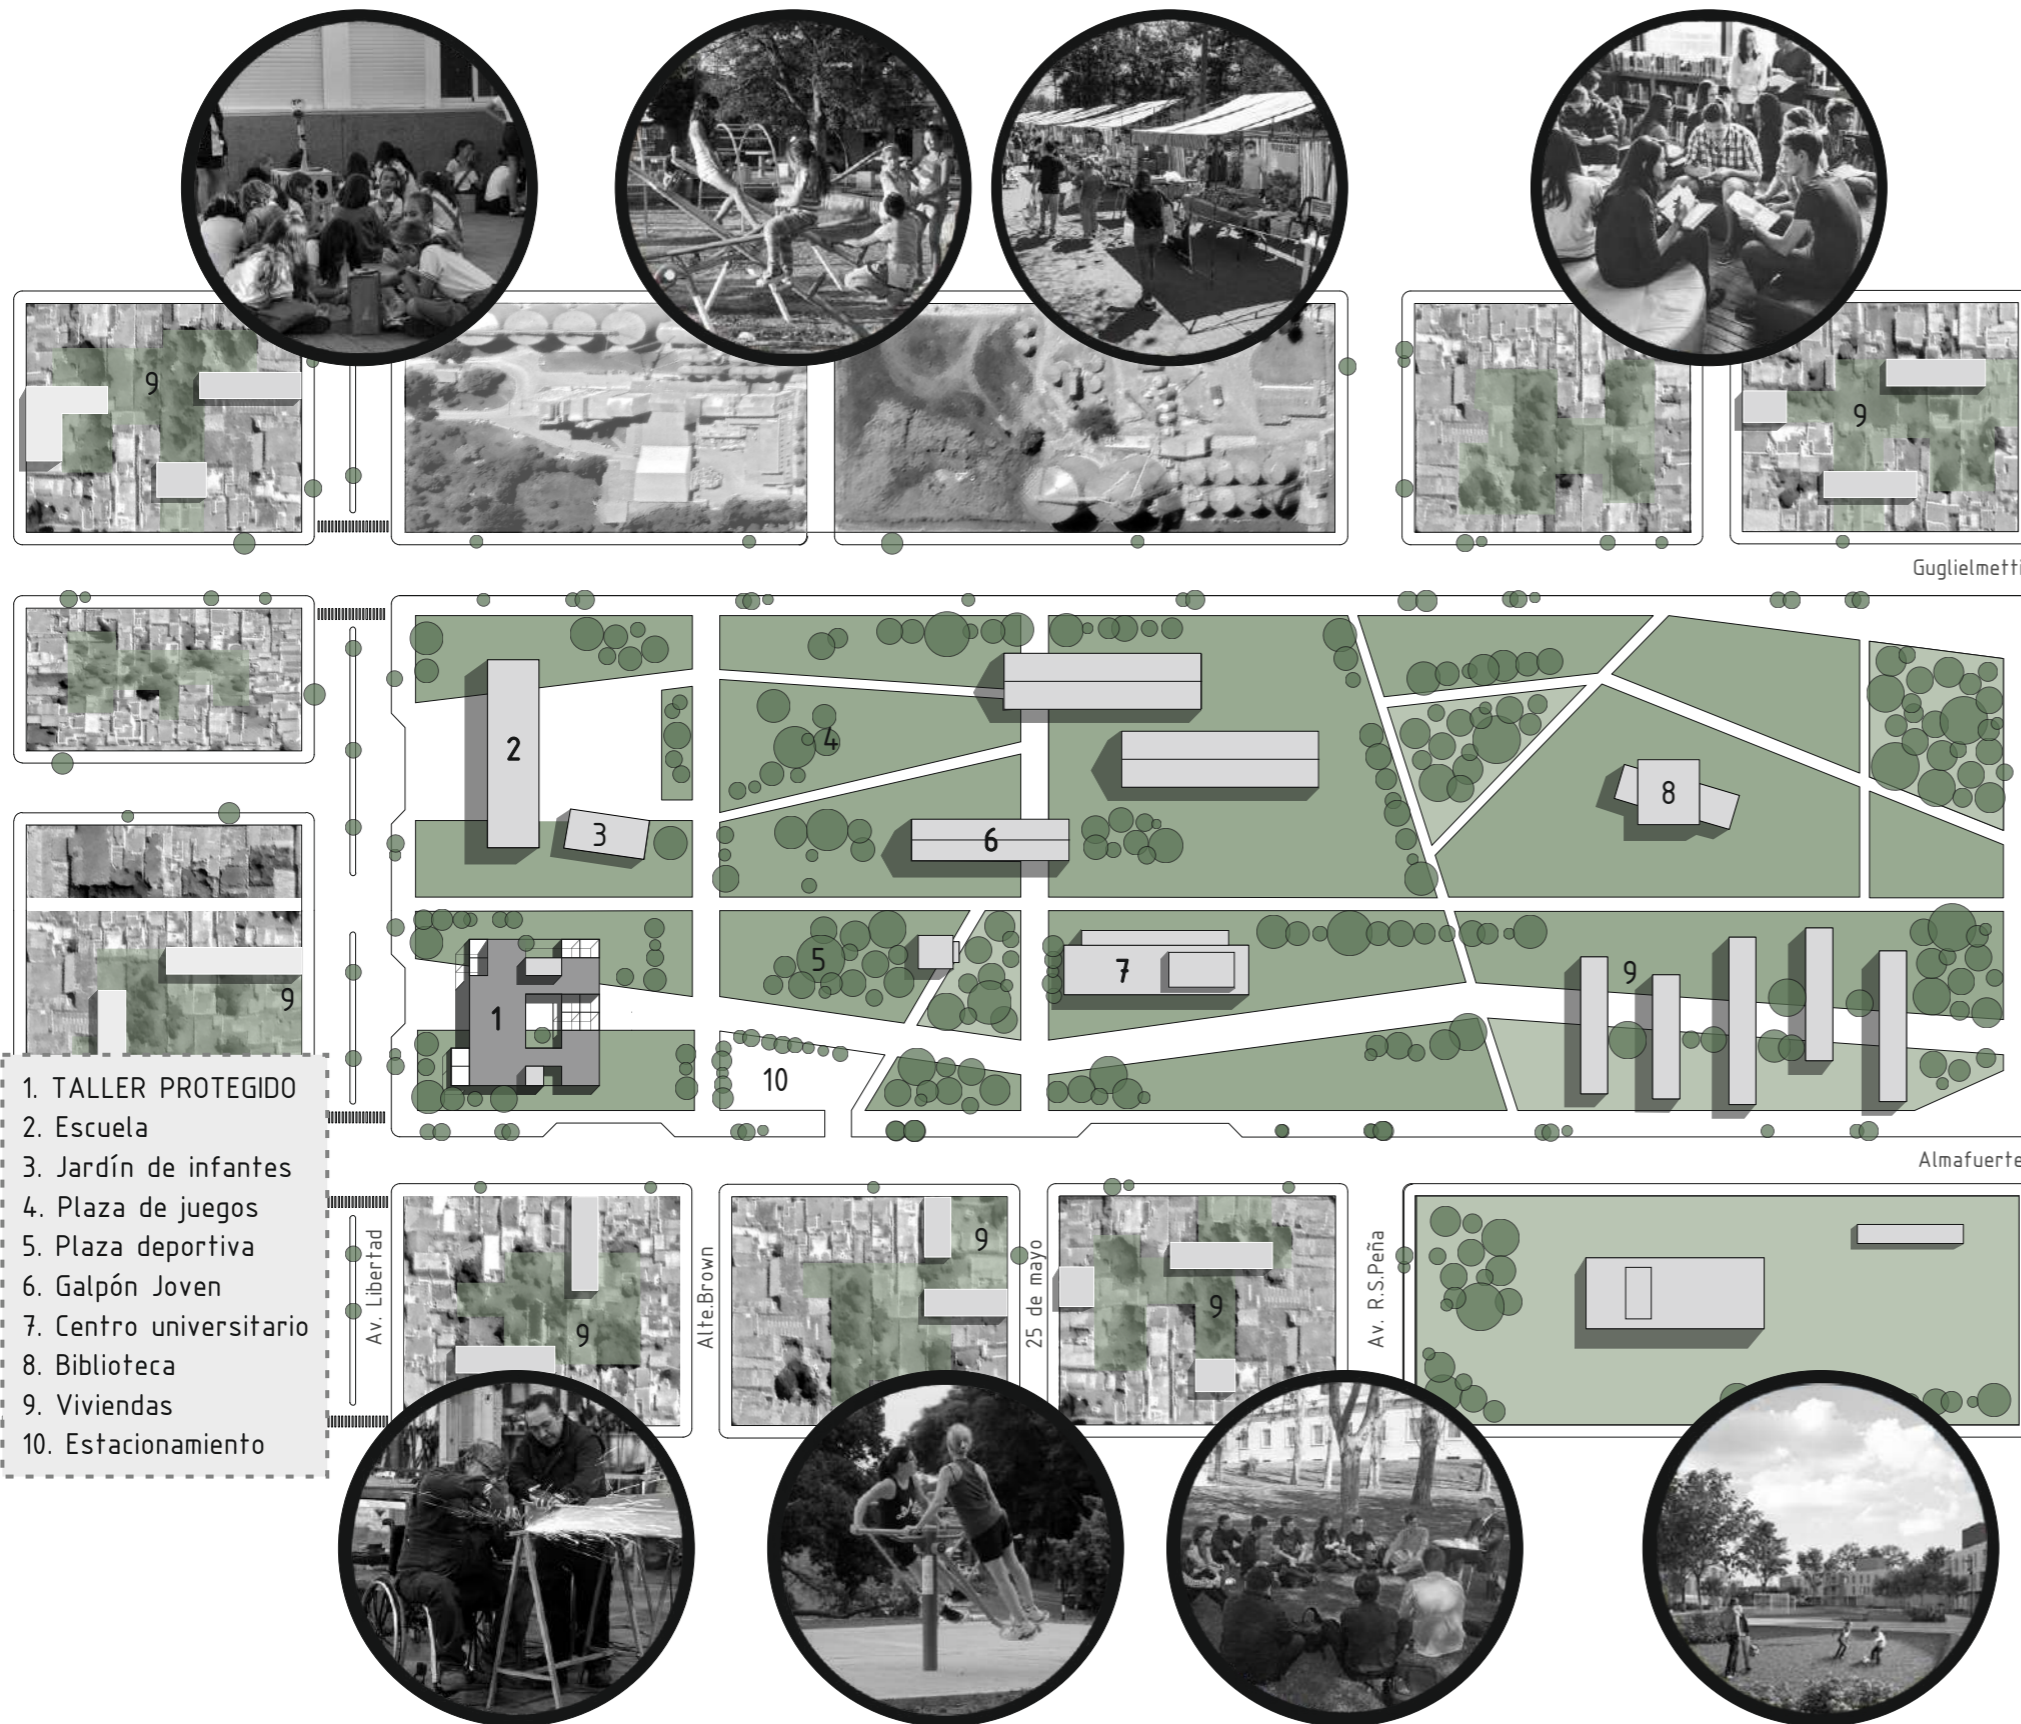 9
9
Guglielmetti
2
4
3
6
8
5
7
9
1
10
9
Almafuerte
1. TALLER PROTEGIDO
2. Escuela
3. Jardín de infantes
4. Plaza de juegos
5. Plaza deportiva
6. Galpón Joven
7. Centro universitario
8. Biblioteca
9. Viviendas
10. Estacionamiento
Av. Libertad
9
Alte.Brown
9
25 de mayo
9
Av. R.S.Peña